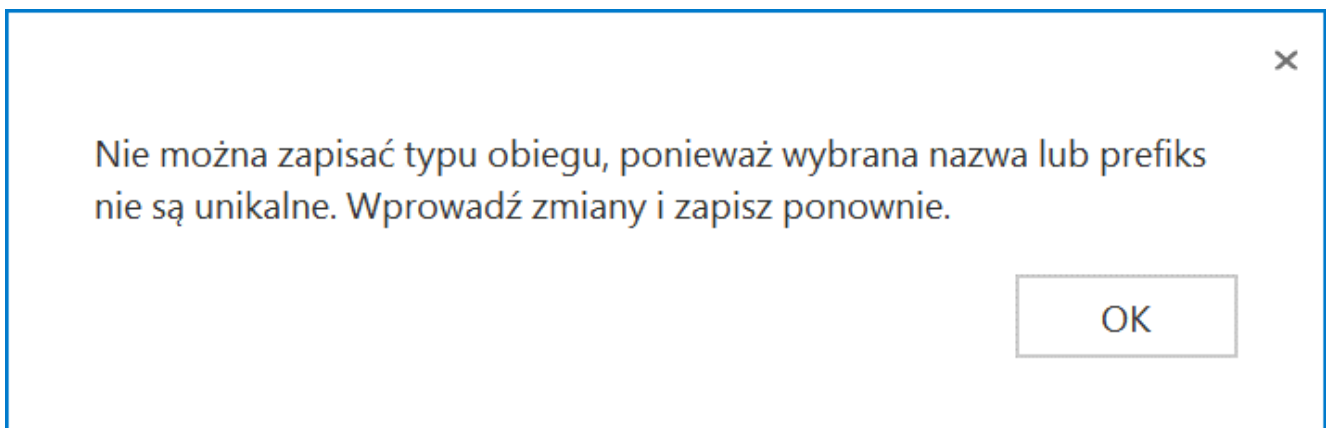 Nie można zapisać typu obiegu, ponieważ wybrana nazwa lub prefiks
nie są unikalne. Wprowadź zmiany i zapisz ponownie.
OK